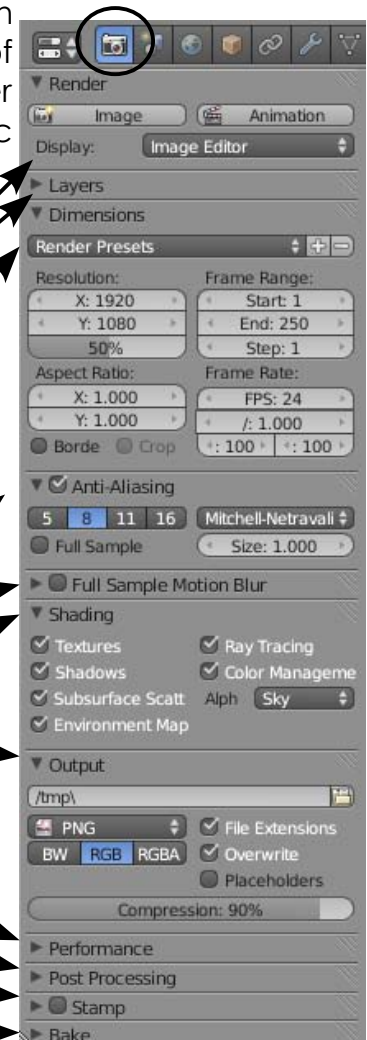 n
of
er
c
Render
Image Animation
Display: Image Editor
Layers
Dimensions
Render Presets
Resolution: Frame Range:
X: 1920 Start: 1
Y: 1080 End: 250
50% Step: 1
Aspect Ratio: Frame Rate:
X: 1.000 FPS: 24
Y: 1.000 /: 1.000
Borde Crop : 100 : 100
Anti-Aliasing
5 8 11 16 Mitchell-Netravali
Full Sample Size: 1.000
Full Sample Motion Blur
Shading
Textures Ray Tracing
Shadows Color Manageme
Subsurface Scatt Alph Sky
Environment Map
Output
/tmp\
PNG File Extensions
BW RGB RGBA Overwrite
Placeholders
Compression: 90%
Performance
Post Processing
Stamp
Bake